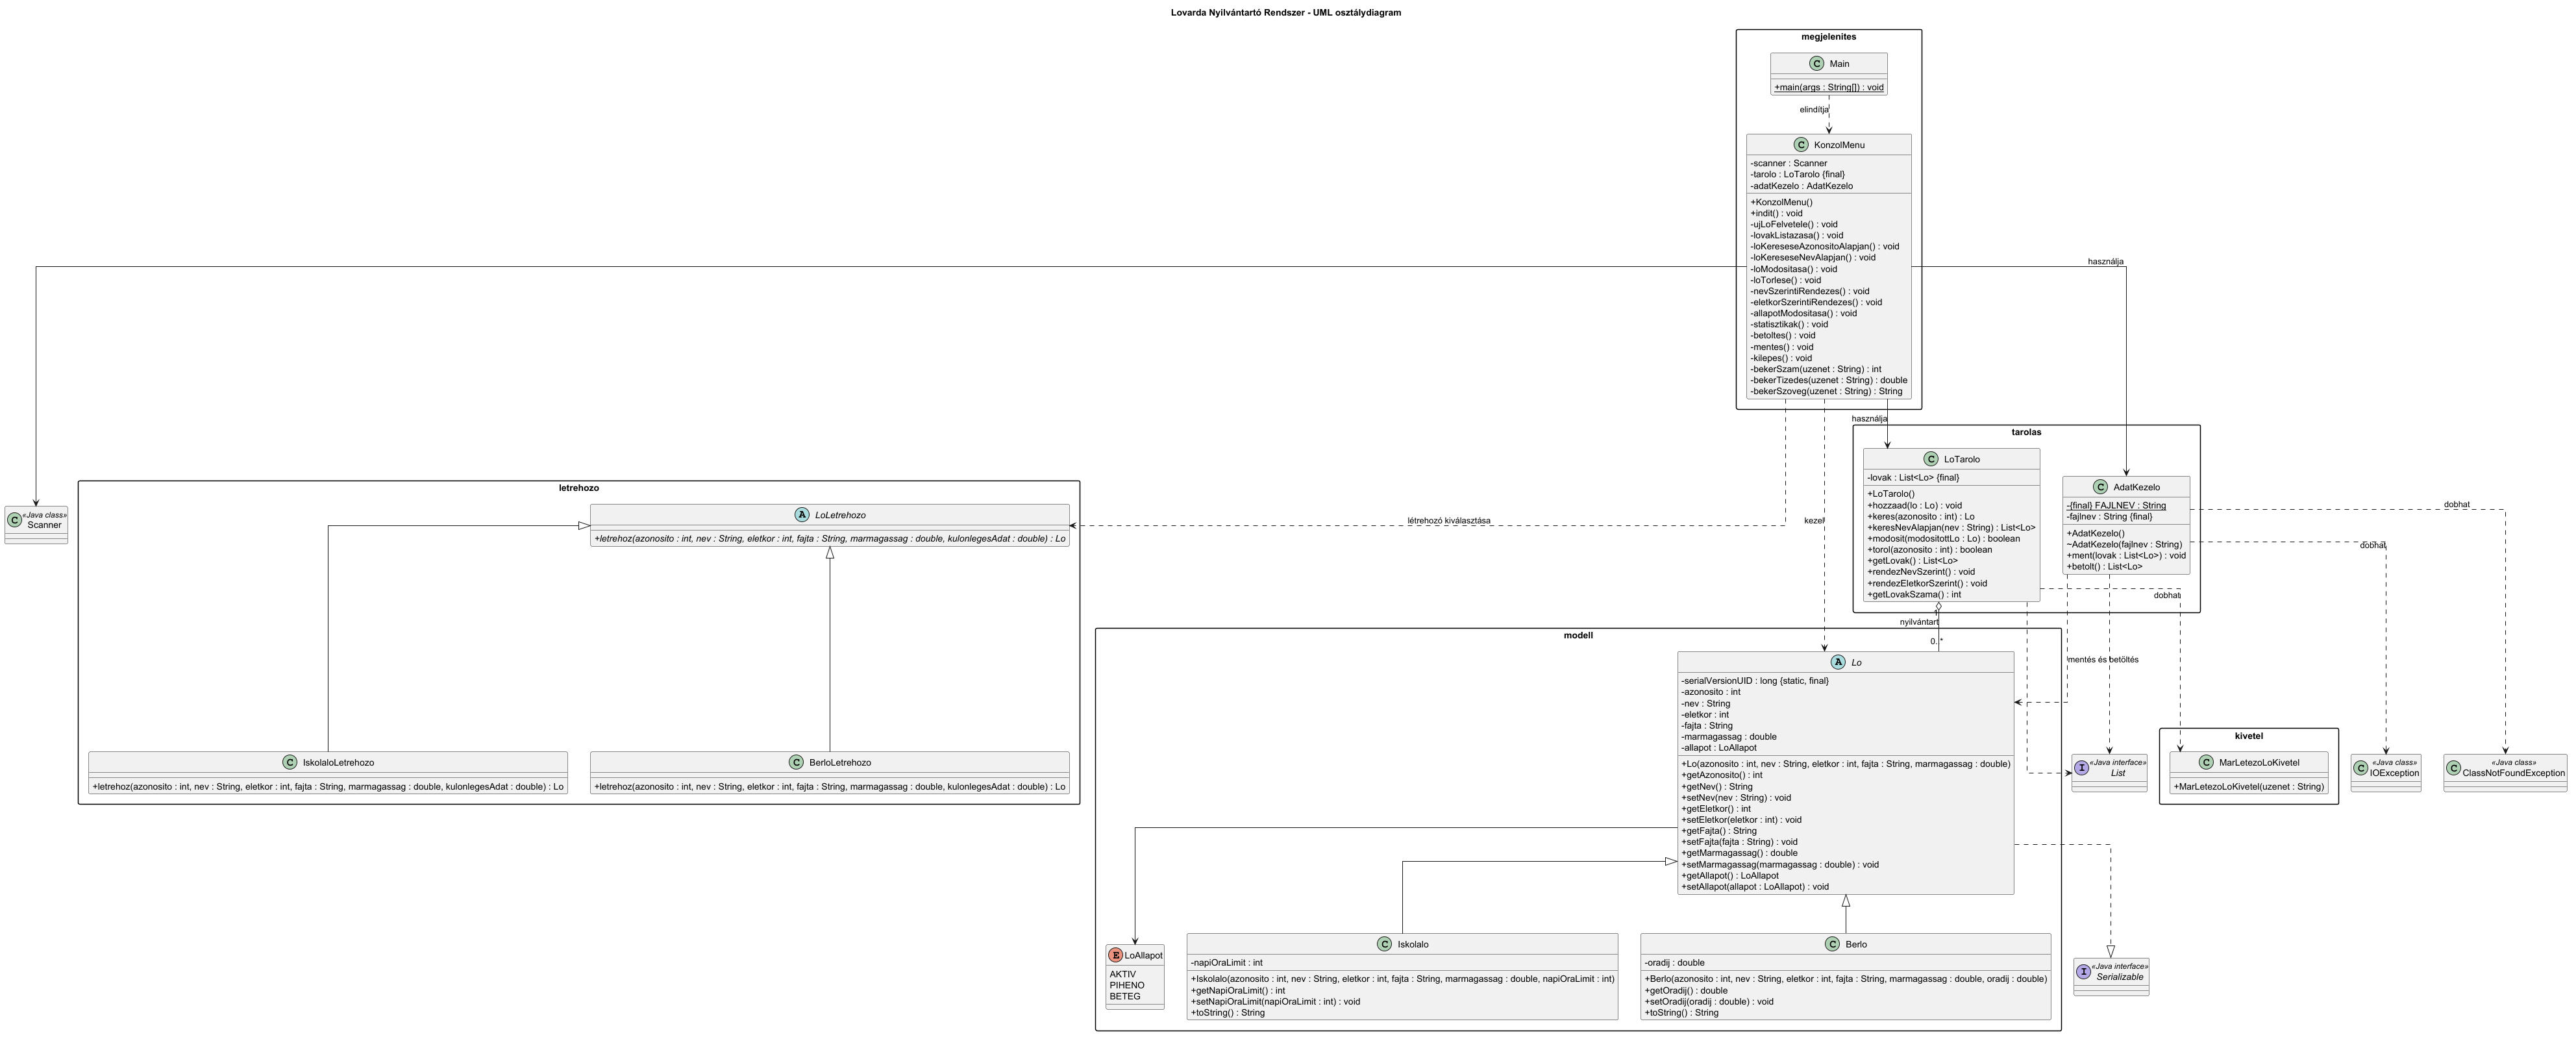 Lovarda Nyilvántartó Rendszer - UML osztálydiagram
megjelenites
C Main
+main(args : String[]) : void
elindítja
C KonzolMenu
-scanner : Scanner
-tarolo : LoTarolo {final}
-adatKezelo : AdatKezelo
+KonzolMenu()
+indit() : void
-ujLoFelvetele() : void
-lovakListazasa() : void
-loKereseseAzonositoAlapjan() : void
-loKereseseNevAlapjan() : void
-loModositasa() : void
-loTorlese() : void
-nevSzerintiRendezes() : void
-eletkorSzerintiRendezes() : void
-allapotModositasa() : void
-statisztikak() : void
-betoltes() : void
-mentes() : void
-kilepes() : void
-bekerSzam(uzenet : String) : int
-bekerTizedes(uzenet : String) : double
-bekerSzoveg(uzenet : String) : String
használja
használja
tarolas
C LoTarolo
-lovak : List<Lo> {final}
+LoTarolo()
+hozzaad(lo : Lo) : void
+keres(azonosito : int) : Lo
+keresNevAlapjan(nev : String) : List<Lo>
+modosit(modositottLo : Lo) : boolean
+torol(azonosito : int) : boolean
+getLovak() : List<Lo>
+rendezNevSzerint() : void
+rendezEletkorSzerint() : void
+getLovakSzama() : int
C AdatKezelo
-{final} FAJLNEV : String
-fajlnev : String {final}
+AdatKezelo()
~AdatKezelo(fajlnev : String)
+ment(lovak : List<Lo>) : void
+betolt() : List<Lo>
dobhat
dobhat
dobhat
C «Java class»
Scanner
letrehozo
A LoLetrehozo
+letrehoz(azonosito : int, nev : String, eletkor : int, fajta : String, marmagassag : double, kulonlegesAdat : double) : Lo
létrehozó kiválasztása
kezel
1
nyilvántart
0..*
mentés és betöltés
C IskolaloLetrehozo
+letrehoz(azonosito : int, nev : String, eletkor : int, fajta : String, marmagassag : double, kulonlegesAdat : double) : Lo
C BerloLetrehozo
+letrehoz(azonosito : int, nev : String, eletkor : int, fajta : String, marmagassag : double, kulonlegesAdat : double) : Lo
modell
A Lo
-serialVersionUID : long {static, final}
-azonosito : int
-nev : String
-eletkor : int
-fajta : String
-marmagassag : double
-allapot : LoAllapot
+Lo(azonosito : int, nev : String, eletkor : int, fajta : String, marmagassag : double)
+getAzonosito() : int
+getNev() : String
+setNev(nev : String) : void
+getEletkor() : int
+setEletkor(eletkor : int) : void
+getFajta() : String
+setFajta(fajta : String) : void
+getMarmagassag() : double
+setMarmagassag(marmagassag : double) : void
+getAllapot() : LoAllapot
+setAllapot(allapot : LoAllapot) : void
I «Java interface»
List
kivetel
C MarLetezoLoKivetel
+MarLetezoLoKivetel(uzenet : String)
C «Java class»
IOException
C «Java class»
ClassNotFoundException
E LoAllapot
AKTIV
PIHENO
BETEG
C Iskolalo
-napiOraLimit : int
+Iskolalo(azonosito : int, nev : String, eletkor : int, fajta : String, marmagassag : double, napiOraLimit : int)
+getNapiOraLimit() : int
+setNapiOraLimit(napiOraLimit : int) : void
+toString() : String
C Berlo
-oradij : double
+Berlo(azonosito : int, nev : String, eletkor : int, fajta : String, marmagassag : double, oradij : double)
+getOradij() : double
+setOradij(oradij : double) : void
+toString() : String
I «Java interface»
Serializable